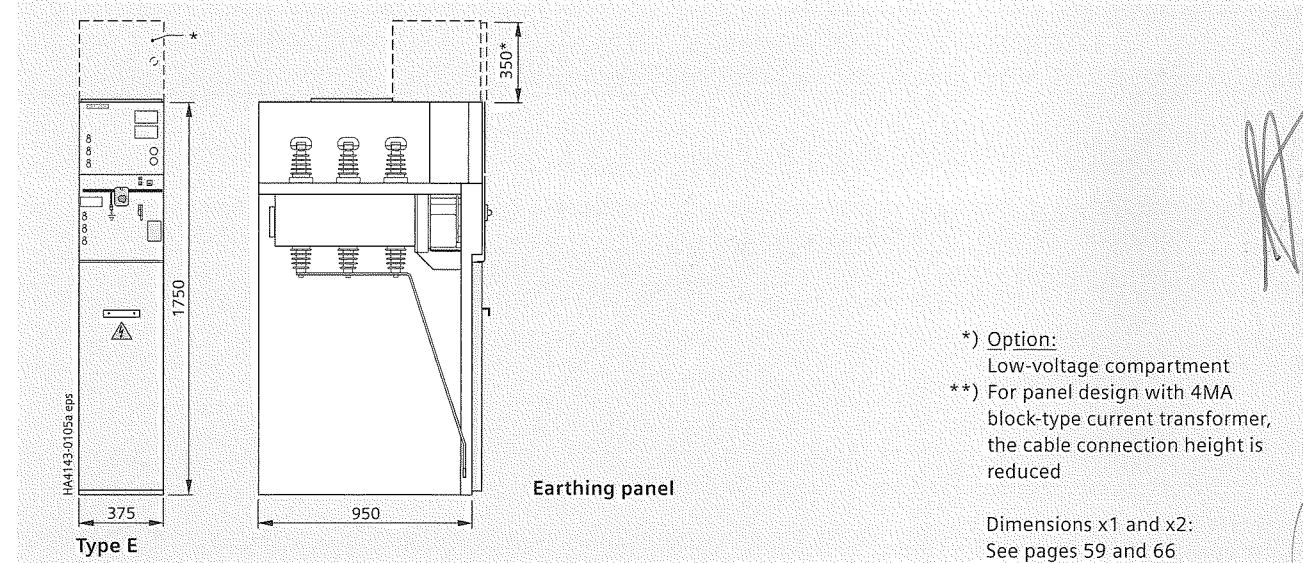 *
350*
1750
HA4143-0105a eps
375
950
Type E
Earthing panel
*) Option:
Low-voltage compartment
**) For panel design with 4MA
block-type current transformer,
the cable connection height is
reduced
Dimensions x1 and x2:
See pages 59 and 66